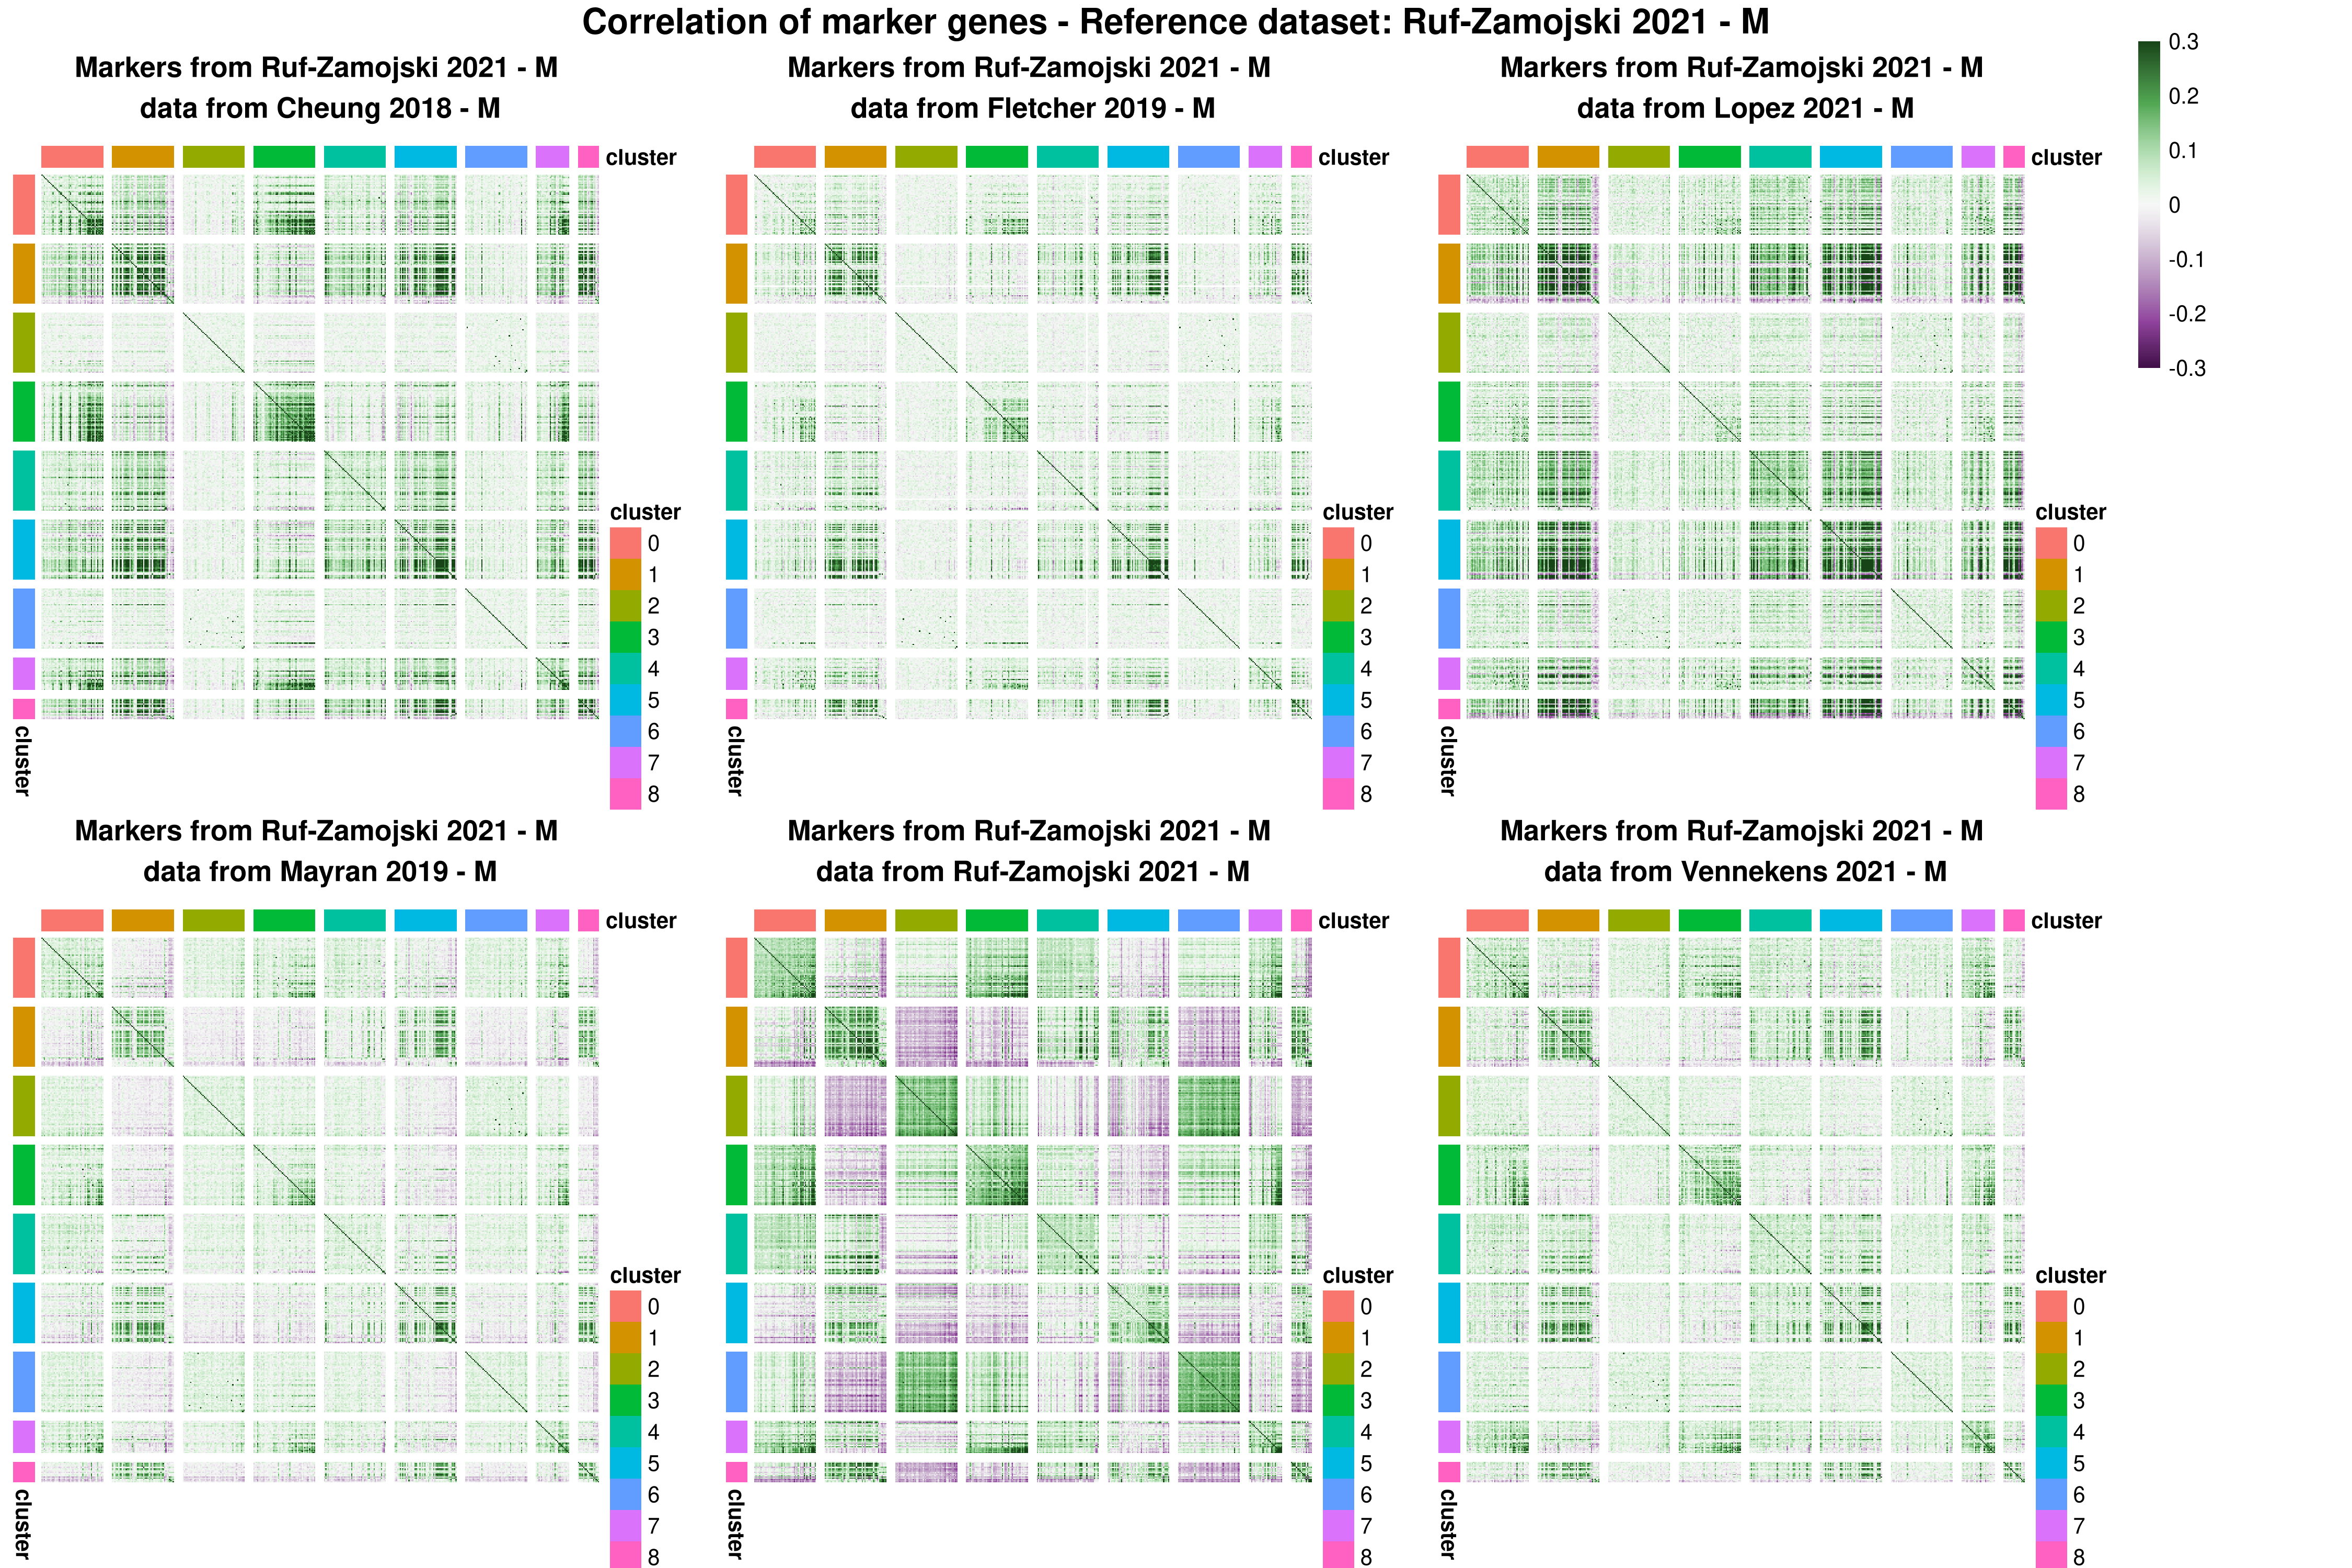 Correlation of marker genes - Reference dataset: Ruf-Zamojski 2021 - M
Markers from Ruf-Zamojski 2021 - M
data from Cheung 2018 - M
cluster
cluster
cluster
0
1
2
3
4
5
6
7
8
Markers from Ruf-Zamojski 2021 - M
data from Fletcher 2019 - M
cluster
cluster
cluster
0
1
2
3
4
5
6
7
8
Markers from Ruf-Zamojski 2021 - M
data from Lopez 2021 - M
cluster
cluster
cluster
0
1
2
3
4
5
6
7
8
0.3
0.2
0.1
0
-0.1
-0.2
-0.3
Markers from Ruf-Zamojski 2021 - M
data from Mayran 2019 - M
cluster
cluster
cluster
0
1
2
3
4
5
6
7
8
Markers from Ruf-Zamojski 2021 - M
data from Ruf-Zamojski 2021 - M
cluster
cluster
cluster
0
1
2
3
4
5
6
7
8
Markers from Ruf-Zamojski 2021 - M
data from Vennekens 2021 - M
cluster
cluster
cluster
0
1
2
3
4
5
6
7
8